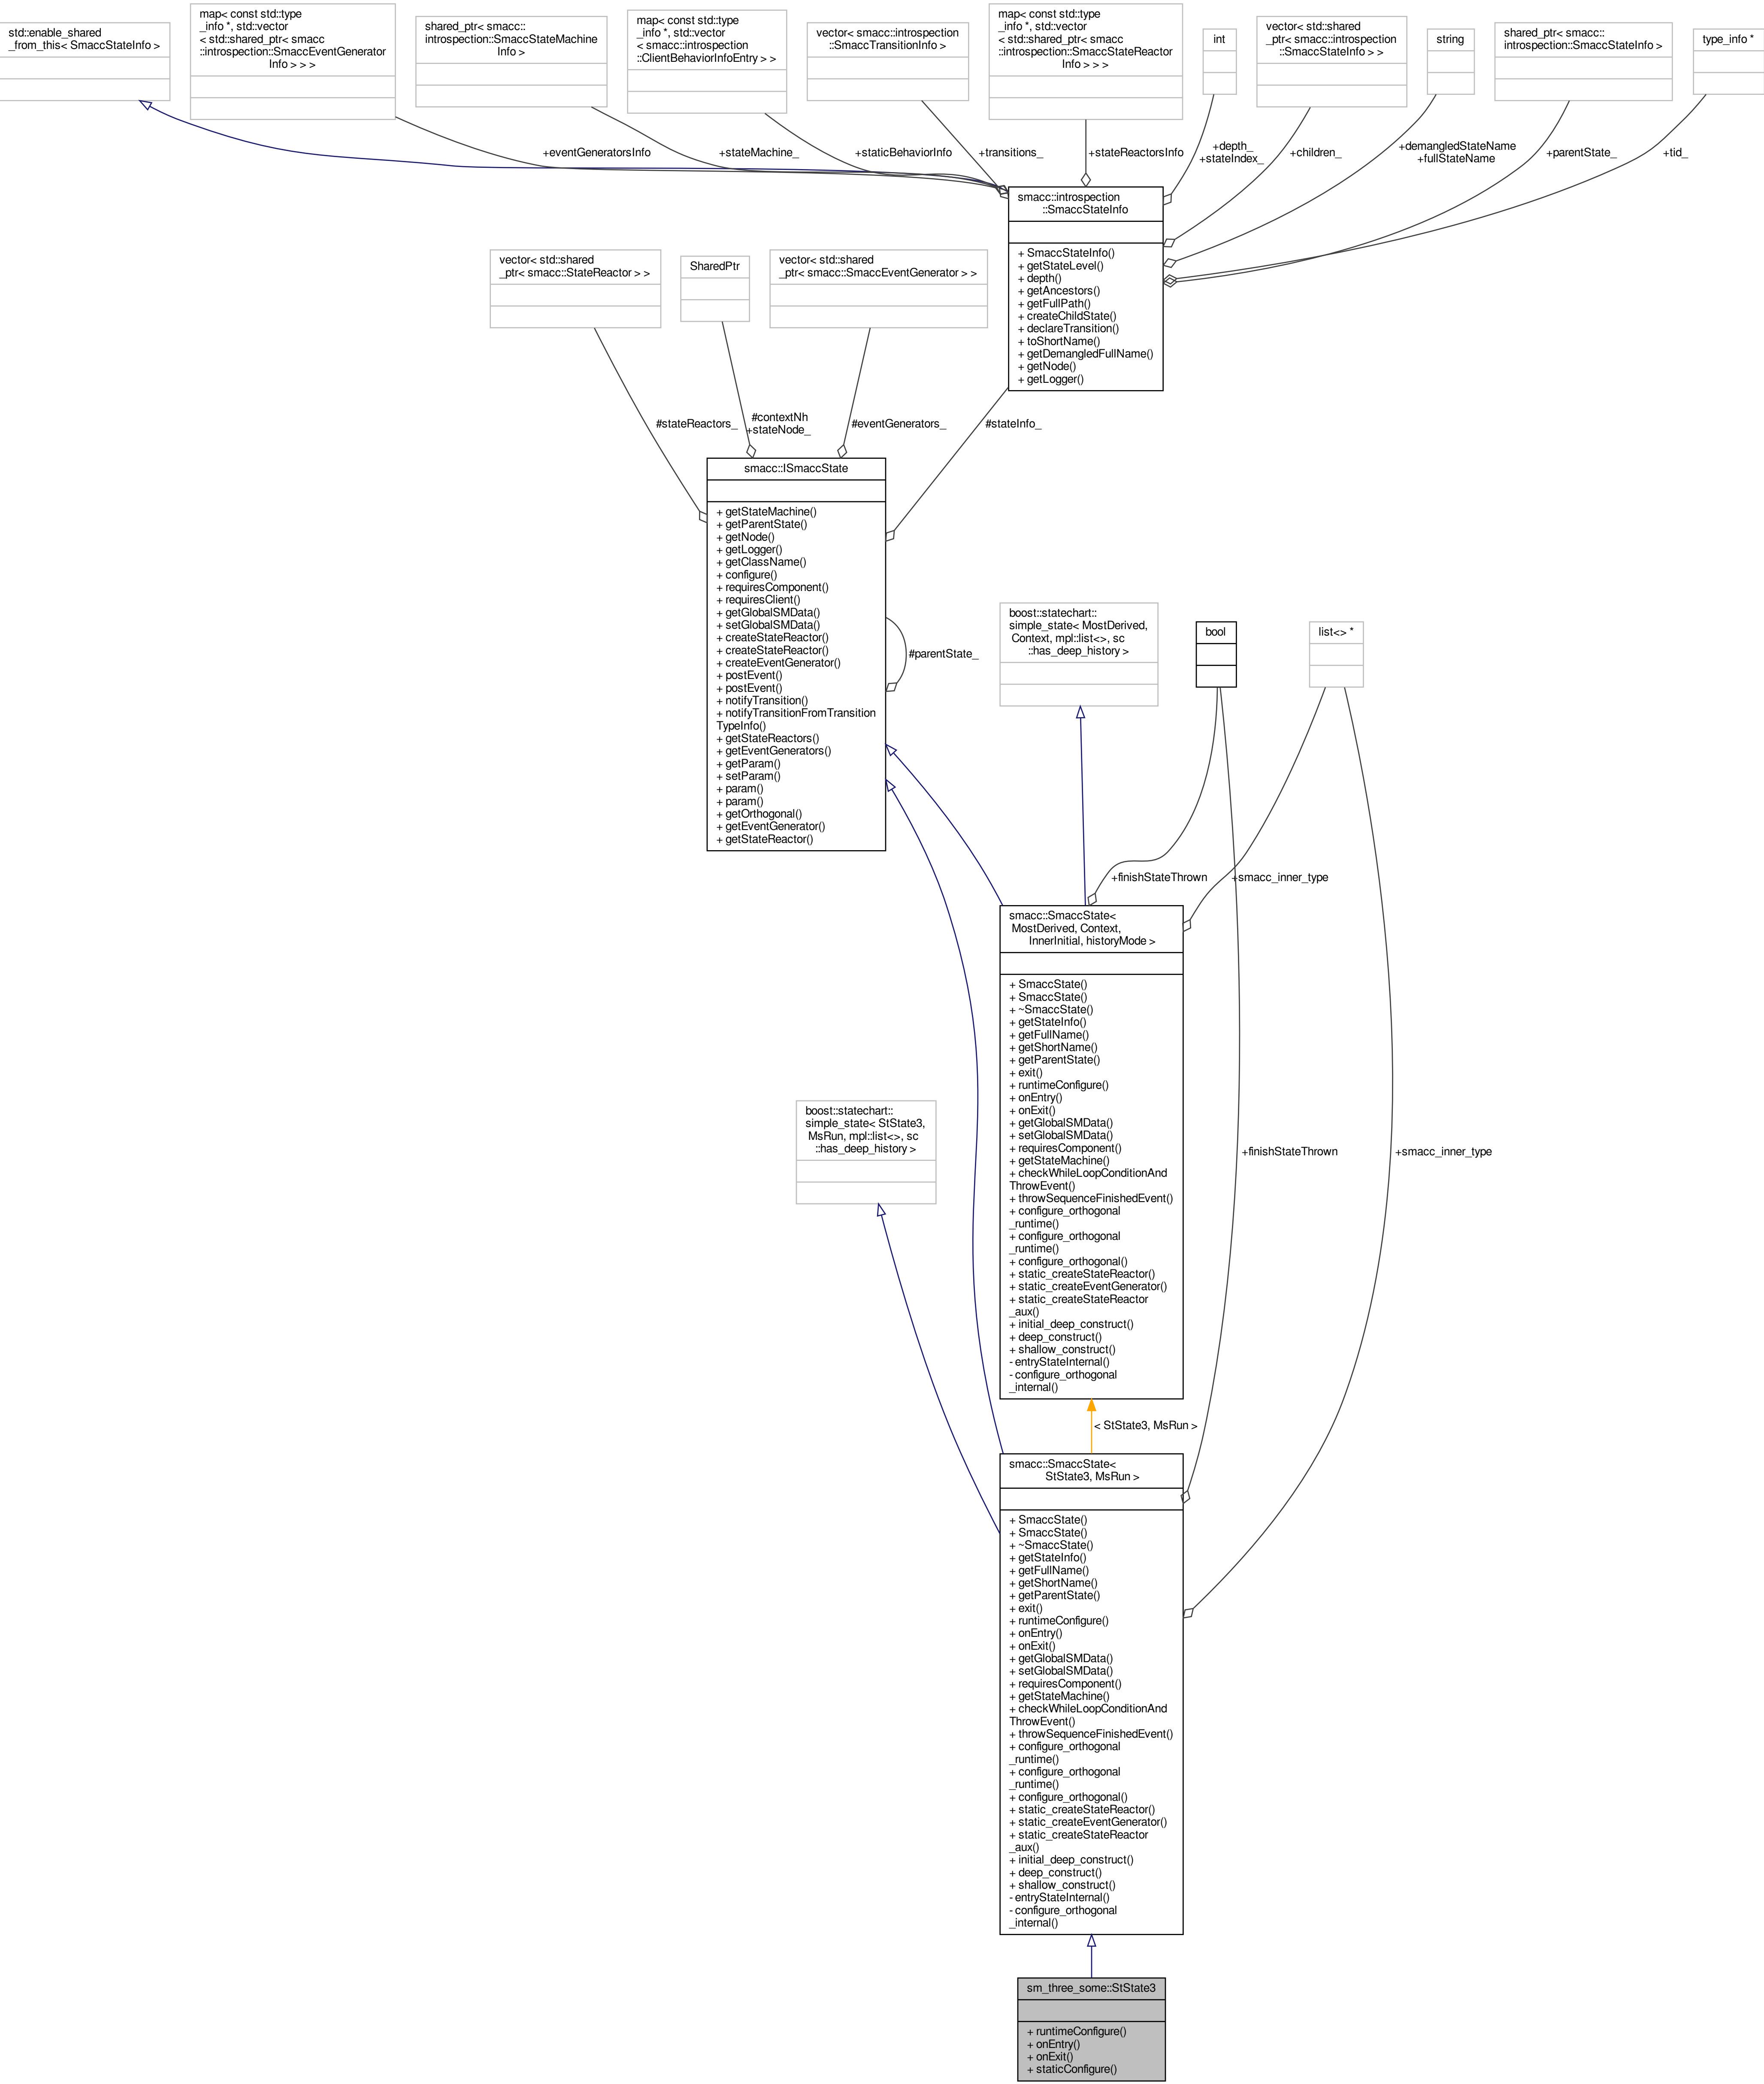 std::enable_shared
_from_this< SmaccStateInfo >
map< const std::type
_info *, std::vector
< std::shared_ptr< smacc
::introspection::SmaccEventGenerator
Info > > >
shared_ptr< smacc::
introspection::SmaccStateMachine
Info >
map< const std::type
_info *, std::vector
< smacc::introspection
::ClientBehaviorInfoEntry > >
vector< smacc::introspection
::SmaccTransitionInfo >
map< const std::type
_info *, std::vector
< std::shared_ptr< smacc
::introspection::SmaccStateReactor
Info > > >
int
vector< std::shared
_ptr< smacc::introspection
::SmaccStateInfo > >
string
shared_ptr< smacc::
introspection::SmaccStateInfo >
type_info *
+eventGeneratorsInfo
+stateMachine_
+staticBehaviorInfo
+transitions_
+stateReactorsInfo
+depth_
+stateIndex_
+children_
+demangledStateName
+fullStateName
+parentState_
+tid_
smacc::introspection
::SmaccStateInfo
+ SmaccStateInfo()
+ getStateLevel()
+ depth()
+ getAncestors()
+ getFullPath()
+ createChildState()
+ declareTransition()
+ toShortName()
+ getDemangledFullName()
+ getNode()
+ getLogger()
vector< std::shared
_ptr< smacc::StateReactor > >
SharedPtr
vector< std::shared
_ptr< smacc::SmaccEventGenerator > >
#stateReactors_
#contextNh
+stateNode_
#eventGenerators_
#stateInfo_
smacc::ISmaccState
+ getStateMachine()
+ getParentState()
+ getNode()
+ getLogger()
+ getClassName()
+ configure()
+ requiresComponent()
+ requiresClient()
+ getGlobalSMData()
+ setGlobalSMData()
+ createStateReactor()
+ createStateReactor()
+ createEventGenerator()
+ postEvent()
+ postEvent()
+ notifyTransition()
+ notifyTransitionFromTransition
TypeInfo()
+ getStateReactors()
+ getEventGenerators()
+ getParam()
+ setParam()
+ param()
+ param()
+ getOrthogonal()
+ getEventGenerator()
+ getStateReactor()
#parentState_
boost::statechart::
simple_state< MostDerived,
Context, mpl::list<>, sc
::has_deep_history >
bool
list<> *
+finishStateThrown
+smacc_inner_type
smacc::SmaccState<
MostDerived, Context,
InnerInitial, historyMode >
+ SmaccState()
+ SmaccState()
+ ~SmaccState()
+ getStateInfo()
+ getFullName()
+ getShortName()
+ getParentState()
+ exit()
+ runtimeConfigure()
+ onEntry()
+ onExit()
+ getGlobalSMData()
+ setGlobalSMData()
+ requiresComponent()
+ getStateMachine()
+ checkWhileLoopConditionAnd
ThrowEvent()
+ throwSequenceFinishedEvent()
+ configure_orthogonal
_runtime()
+ configure_orthogonal
_runtime()
+ configure_orthogonal()
+ static_createStateReactor()
+ static_createEventGenerator()
+ static_createStateReactor
_aux()
+ initial_deep_construct()
+ deep_construct()
+ shallow_construct()
- entryStateInternal()
- configure_orthogonal
_internal()
boost::statechart::
simple_state< StState3,
MsRun, mpl::list<>, sc
::has_deep_history >
+finishStateThrown
+smacc_inner_type
< StState3, MsRun >
smacc::SmaccState<
StState3, MsRun >
+ SmaccState()
+ SmaccState()
+ ~SmaccState()
+ getStateInfo()
+ getFullName()
+ getShortName()
+ getParentState()
+ exit()
+ runtimeConfigure()
+ onEntry()
+ onExit()
+ getGlobalSMData()
+ setGlobalSMData()
+ requiresComponent()
+ getStateMachine()
+ checkWhileLoopConditionAnd
ThrowEvent()
+ throwSequenceFinishedEvent()
+ configure_orthogonal
_runtime()
+ configure_orthogonal
_runtime()
+ configure_orthogonal()
+ static_createStateReactor()
+ static_createEventGenerator()
+ static_createStateReactor
_aux()
+ initial_deep_construct()
+ deep_construct()
+ shallow_construct()
- entryStateInternal()
- configure_orthogonal
_internal()
sm_three_some::StState3
+ runtimeConfigure()
+ onEntry()
+ onExit()
+ staticConfigure()